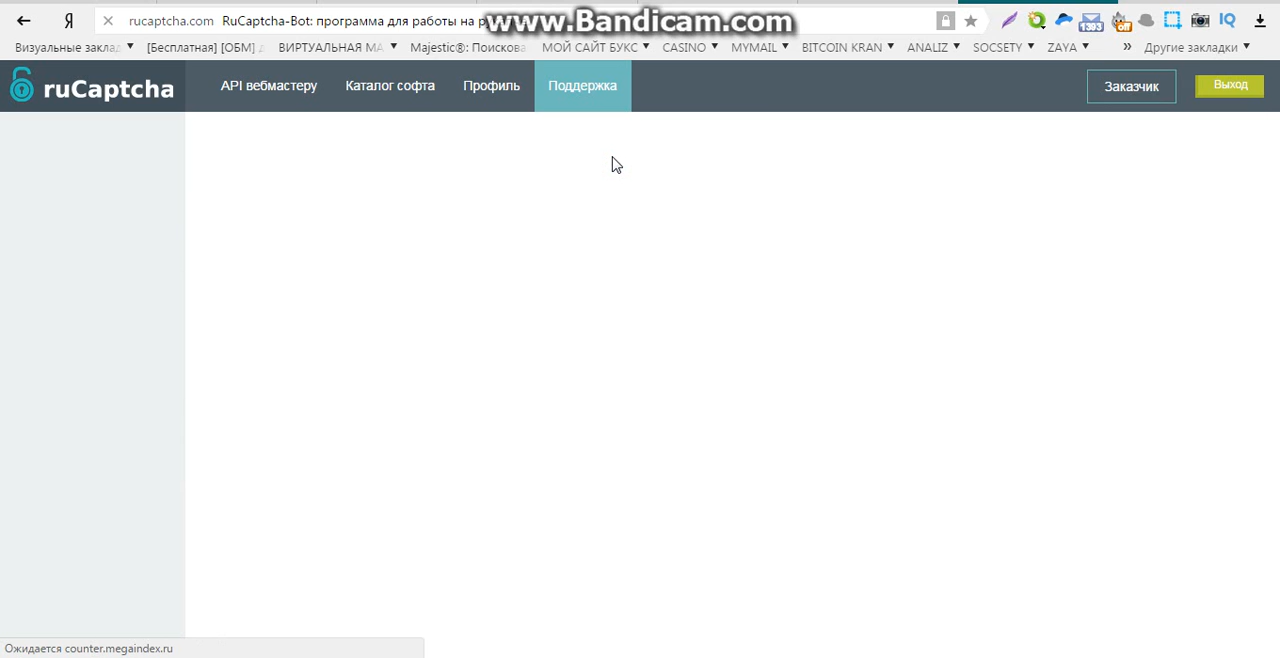 www.Bandicam.com
Я rucaptcha.com RuCaptcha-Bot: программа для работы на 1393 Off IQ
Визуальные заклад [Бесплатная] [ОБМ] ВИРТУАЛЬНАЯ МА Majestic®: Поискова МОЙ САЙТ БУКС CASINO MYMAIL BITCOIN KRAN ANALIZ SOCSETY ZAYA » Другие закладки
ruCaptcha API вебмастеру Каталог софта Профиль Поддержка Заказчик Выход
Ожидается counter.megaindex.ru